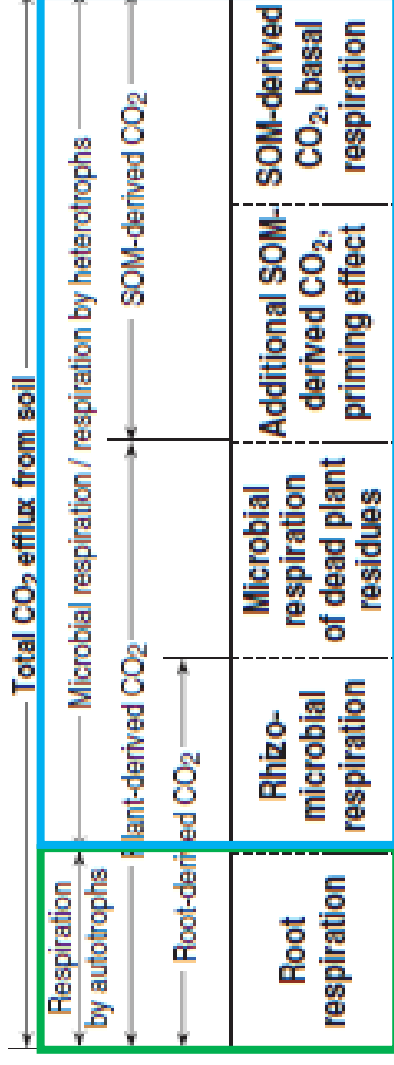 Total CO₂ efflux from soil
Respiration
by autotrophs
Microbial respiration / respiration by heterotrophs
Plant-derived CO₂
SOM-derived CO₂
Root-derived CO₂
Root
respiration
Rhizo-
microbial
respiration
Microbial
respiration
of dead plant
residues
Additional SOM-
derived CO₂,
priming effect
SOM-derived
CO₂, basal
respiration